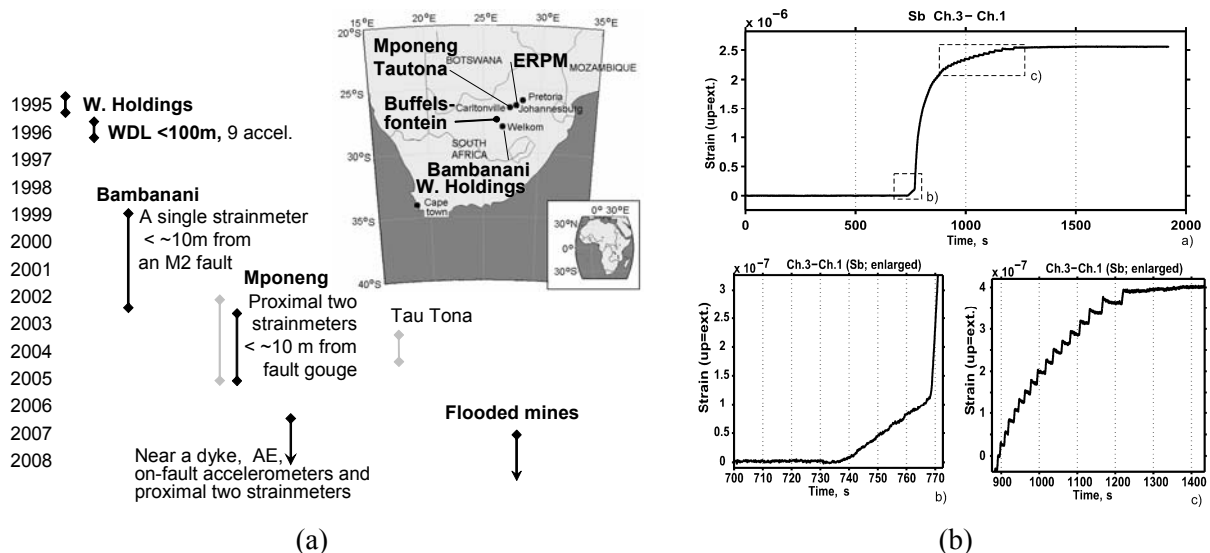 1995
1996
1997
1998
1999
2000
2001
2002
2003
2004
2005
2006
2007
2008
W. Holdings
WDL <100m, 9 accel.
Bambanani
A single strainmeter
< ~10m from
an M2 fault
Mponeng
Proximal two
strainmeters
< ~10 m from
fault gouge
Tau Tona
Flooded mines
Near a dyke, AE,
on-fault accelerometers and
proximal two strainmeters
15°E 20°E 25°E 30°E 35°E
20°S
25°S
30°S
35°S
40°S
Mponeng
Tautona
BOTSWANA
ERPM
MOZAMBIQUE
Buffels-
fontein
Carltonville
Pretoria
Johannesburg
Welkom
SOUTH
AFRICA
Bambanani
W. Holdings
Cape
town
0° 30°E
30°N
0°
30°S
(a)
Sb Ch.3– Ch.1
x 10⁻⁶
Strain (up=ext.)
2.5
2.0
1.5
1.0
0.5
0
c)
b)
0 500 1000 1500 2000
Time, s
a)
Ch.3–Ch.1 (Sb; enlarged)
x 10⁻⁷
Strain (up=ext.)
3
2
1
0
700 710 720 730 740 750 760 770
Time, s
b)
Ch.3–Ch.1 (Sb; enlarged)
x 10⁻⁷
Strain (up=ext.)
4
3
2
1
0
900 1000 1100 1200 1300 1400
Time, s
c)
(b)